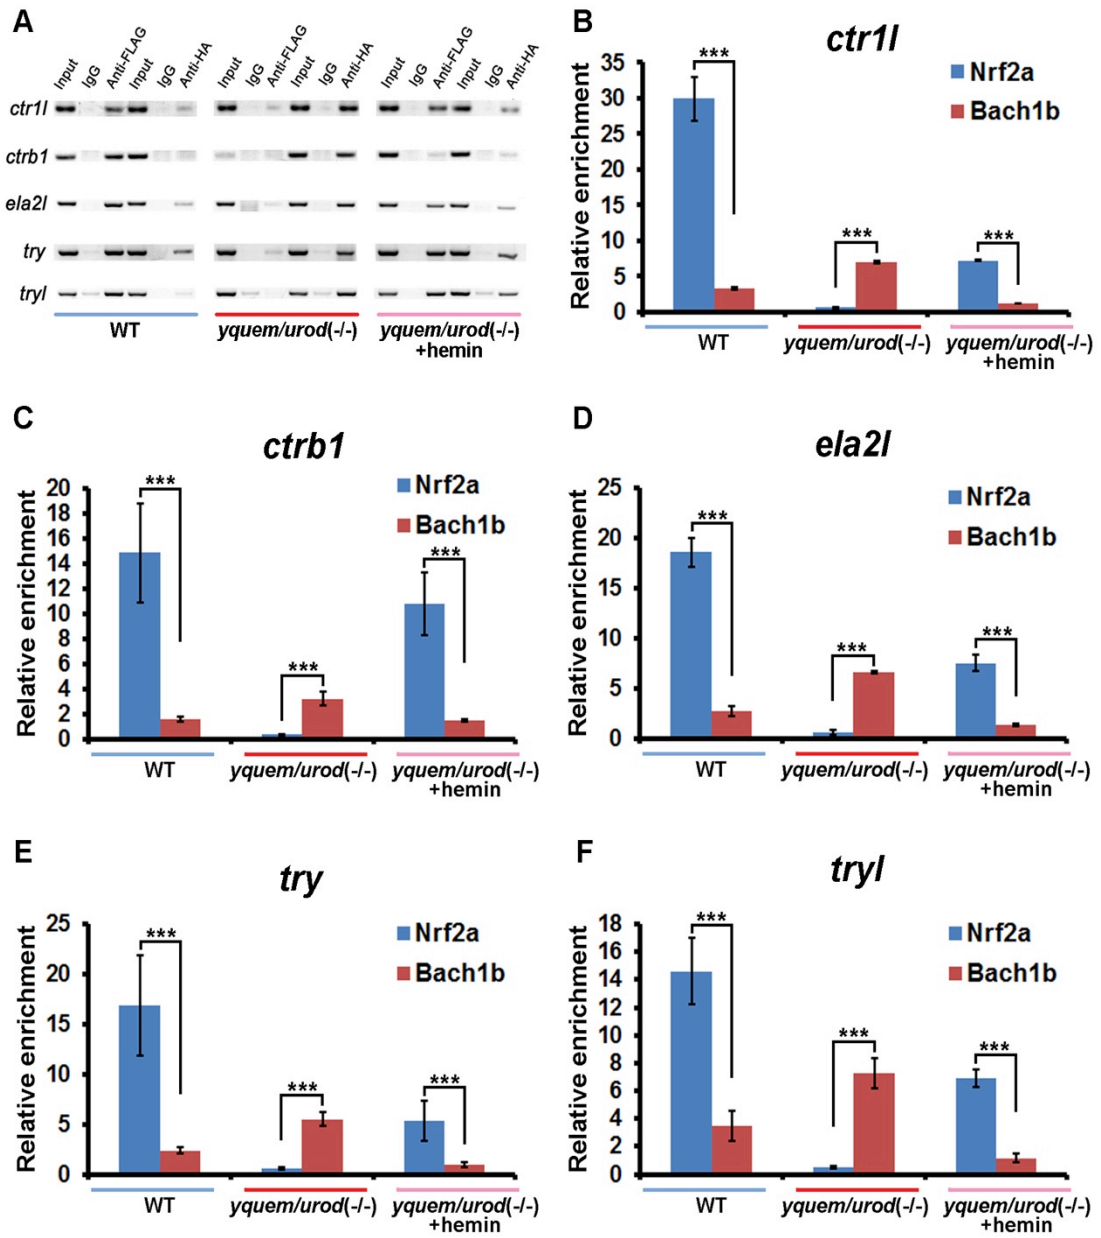 A
Input IgG Anti-FLAG Input IgG Anti-HA Input IgG Anti-FLAG Input IgG Anti-HA Input IgG Anti-FLAG Input IgG Anti-HA
ctr1l
ctrb1
ela2l
try
tryl
WT yquem/urod(-/-) yquem/urod(-/-)
+hemin
B
ctr1l
Relative enrichment
35
30
25
20
15
10
5
0
Nrf2a
Bach1b
***
***
***
WT yquem/urod(-/-) yquem/urod(-/-)
+hemin
C
ctrb1
Relative enrichment
20
18
16
14
12
10
8
6
4
2
0
Nrf2a
Bach1b
***
***
***
WT yquem/urod(-/-) yquem/urod(-/-)
+hemin
D
ela2l
Relative enrichment
25
20
15
10
5
0
Nrf2a
Bach1b
***
***
***
WT yquem/urod(-/-) yquem/urod(-/-)
+hemin
E
try
Relative enrichment
25
20
15
10
5
0
Nrf2a
Bach1b
***
***
***
WT yquem/urod(-/-) yquem/urod(-/-)
+hemin
F
tryl
Relative enrichment
18
16
14
12
10
8
6
4
2
0
Nrf2a
Bach1b
***
***
***
WT yquem/urod(-/-) yquem/urod(-/-)
+hemin